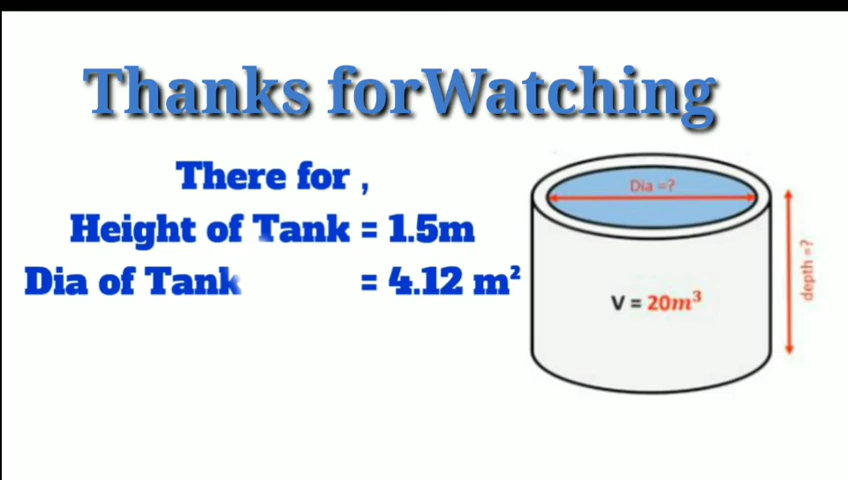 Thanks forWatching
There for ,
Height of Tank = 1.5m
Dia of Tank = 4.12 m²
Dia =?
depth =?
V = 20m³